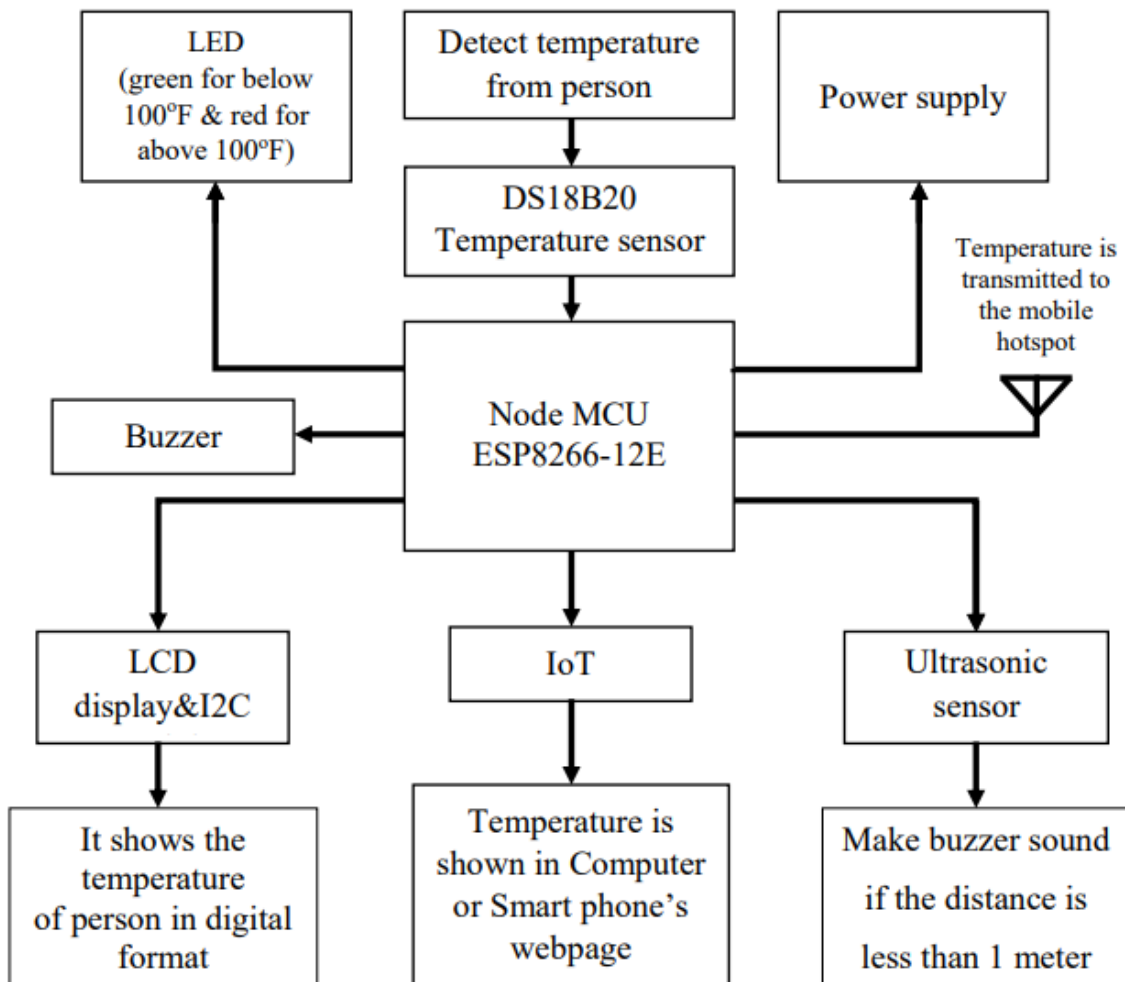 LED
(green for below
100°F & red for
above 100°F)
Detect temperature
from person
Power supply
DS18B20
Temperature sensor
Temperature is
transmitted to
the mobile
hotspot
Node MCU
ESP8266-12E
Buzzer
LCD
display&I2C
IoT
Ultrasonic
sensor
It shows the
temperature
of person in digital
format
Temperature is
shown in Computer
or Smart phone’s
webpage
Make buzzer sound
if the distance is
less than 1 meter